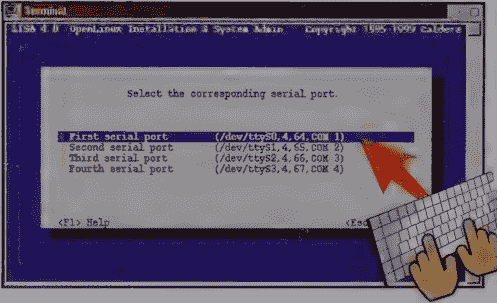 Terminal
LISA 4.0 OpenLinux Installation & System Admin Copyright 1995-1999 Caldera
Select the corresponding serial port.
First serial port (/dev/ttyS0,4,64,COM 1)
Second serial port (/dev/ttyS1,4,65,COM 2)
Third serial port (/dev/ttyS2,4,66,COM 3)
Fourth serial port (/dev/ttyS3,4,67,COM 4)
<F1> Help <Esc